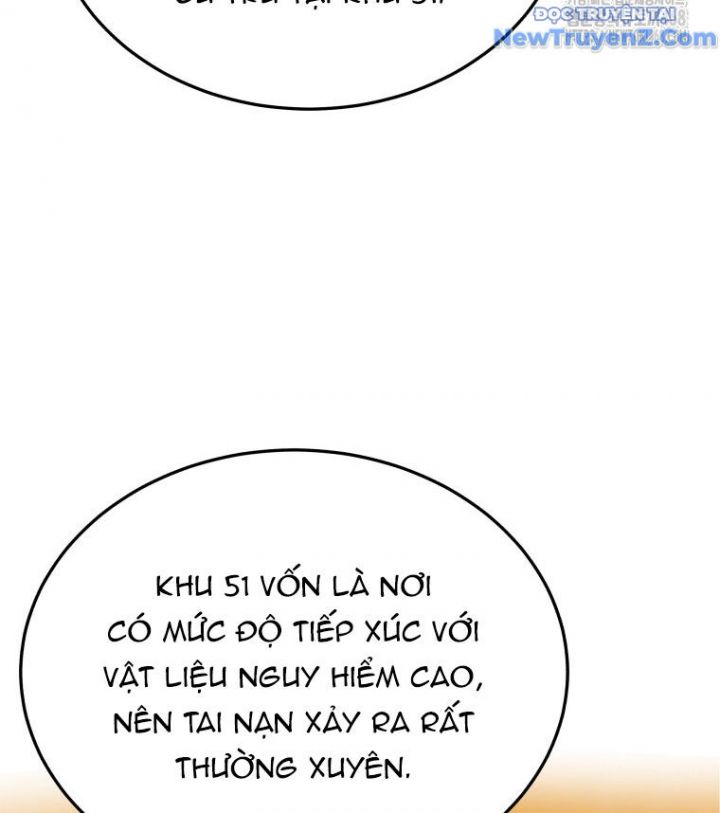 ĐỌC TRUYỆN TẠI
NewTruyenZ.Com
KHU 51 VỐN LÀ NƠI
CÓ MỨC ĐỘ TIẾP XÚC VỚI
VẬT LIỆU NGUY HIỂM CAO,
NÊN TAI NẠN XẢY RA RẤT
THƯỜNG XUYÊN.